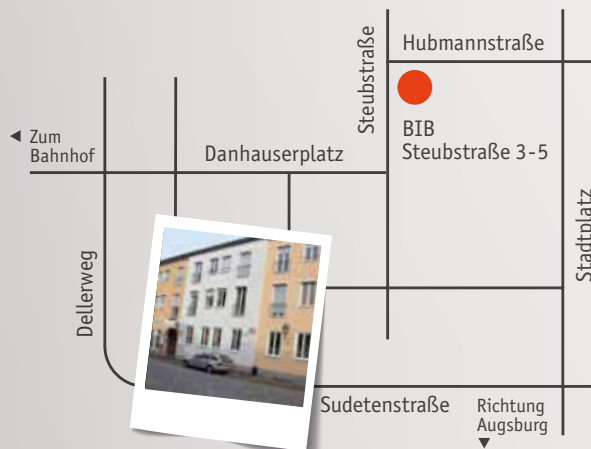 Steubstraße
Hubmannstraße
BIB
Steubstraße 3-5
◄ Zum
Bahnhof
Danhauserplatz
Stadtplatz
Dellerweg
Sudetenstraße
Richtung
Augsburg
▼